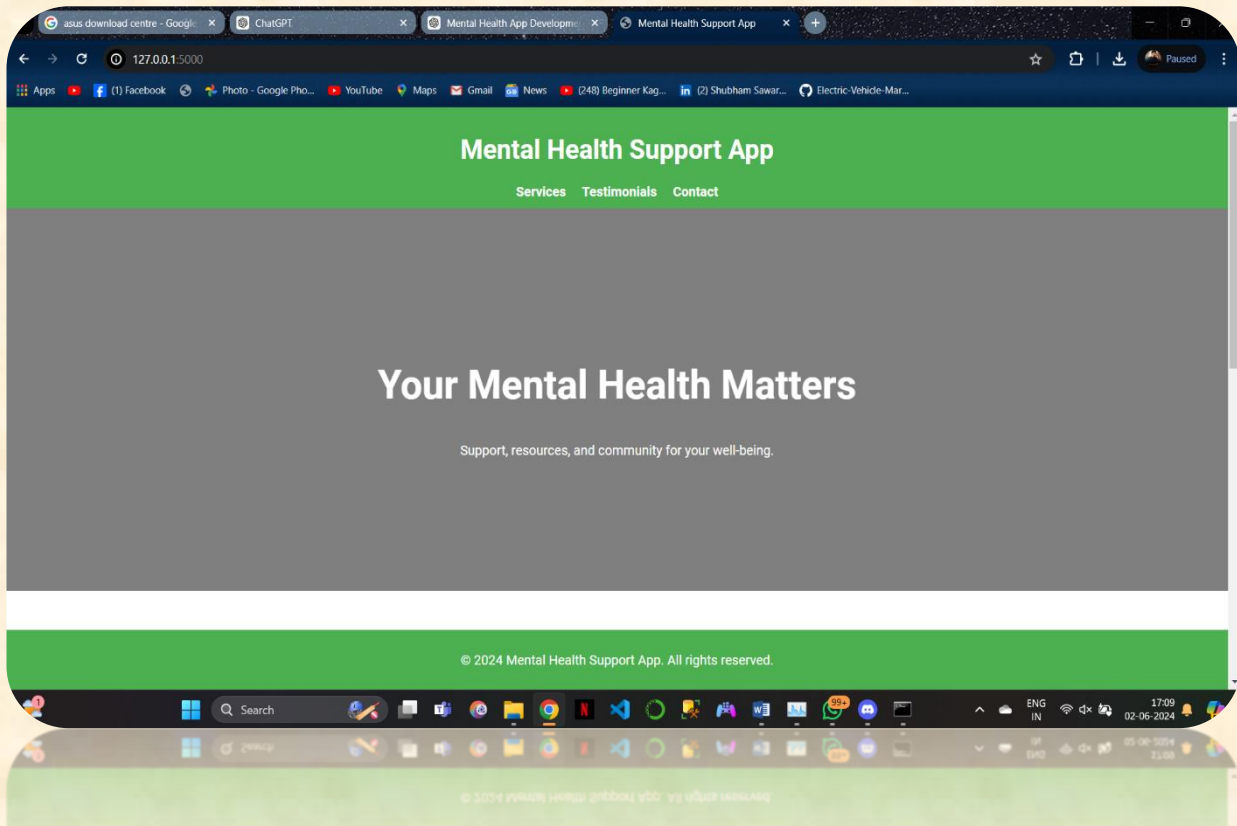 asus download centre - Google
ChatGPT
Mental Health App Developme
Mental Health Support App
127.0.0.1:5000
Paused
Apps
(1) Facebook
Photo - Google Pho...
YouTube
Maps
Gmail
News
(248) Beginner Kag...
(2) Shubham Sawar...
Electric-Vehicle-Mar...
Mental Health Support App
Services Testimonials Contact
Your Mental Health Matters
Support, resources, and community for your well-being.
© 2024 Mental Health Support App. All rights reserved.
1
Search
99+
ENG
IN
17:09
02-06-2024